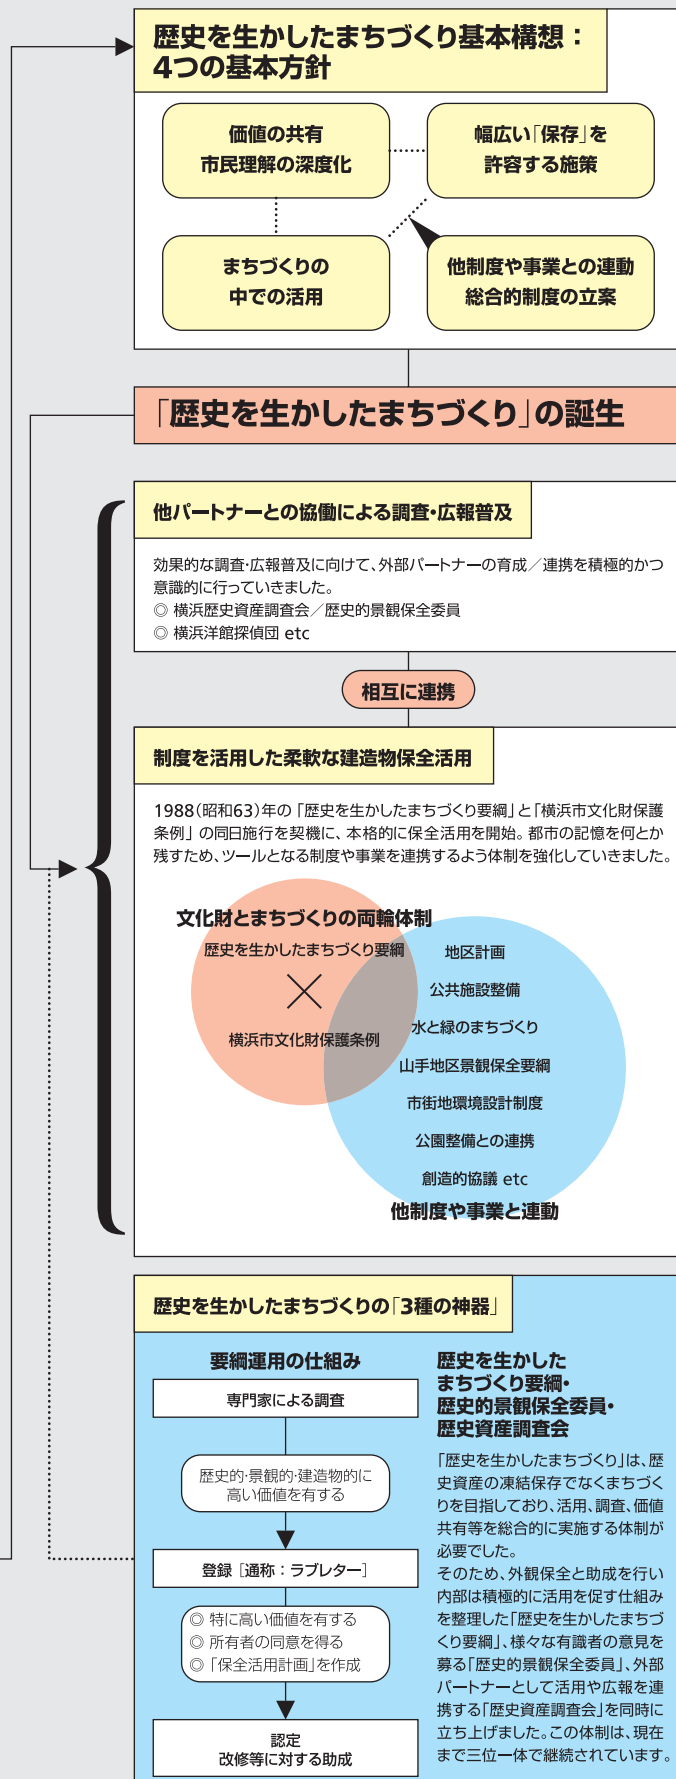 歴史を生かしたまちづくり基本構想：
4つの基本方針
価値の共有
市民理解の深度化
幅広い「保存」を
許容する施策
まちづくりの
中での活用
他制度や事業との連動
総合的制度の立案
「歴史を生かしたまちづくり」の誕生
他パートナーとの協働による調査・広報普及
効果的な調査・広報普及に向けて、外部パートナーの育成／連携を積極的かつ
意識的に行っていきました。
◎ 横浜歴史資産調査会／歴史的景観保全委員
◎ 横浜洋館探偵団 etc
相互に連携
制度を活用した柔軟な建造物保全活用
1988（昭和63）年の「歴史を生かしたまちづくり要綱」と「横浜市文化財保護
条例」の同日施行を契機に、本格的に保全活用を開始。都市の記憶を何とか
残すため、ツールとなる制度や事業を連携するよう体制を強化していきました。
文化財とまちづくりの両輪体制
歴史を生かしたまちづくり要綱
×
横浜市文化財保護条例
地区計画
公共施設整備
水と緑のまちづくり
山手地区景観保全要綱
市街地環境設計制度
公園整備との連携
創造的協議 etc
他制度や事業と連動
歴史を生かしたまちづくりの「3種の神器」
要綱運用の仕組み
専門家による調査
歴史的・景観的・建造物的に
高い価値を有する
登録［通称：ラブレター］
◎ 特に高い価値を有する
◎ 所有者の同意を得る
◎ 「保全活用計画」を作成
認定
改修等に対する助成
歴史を生かした
まちづくり要綱・
歴史的景観保全委員・
歴史資産調査会
「歴史を生かしたまちづくり」は、歴
史資産の凍結保存でなくまちづく
りを目指しており、活用、調査、価値
共有等を総合的に実施する体制が
必要でした。
そのため、外観保全と助成を行い
内部は積極的に活用を促す仕組み
を整理した「歴史を生かしたまちづ
くり要綱」、様々な有識者の意見を
募る「歴史的景観保全委員」、外部
パートナーとして活用や広報を連
携する「歴史資産調査会」を同時に
立ち上げました。この体制は、現在
まで三位一体で継続されています。